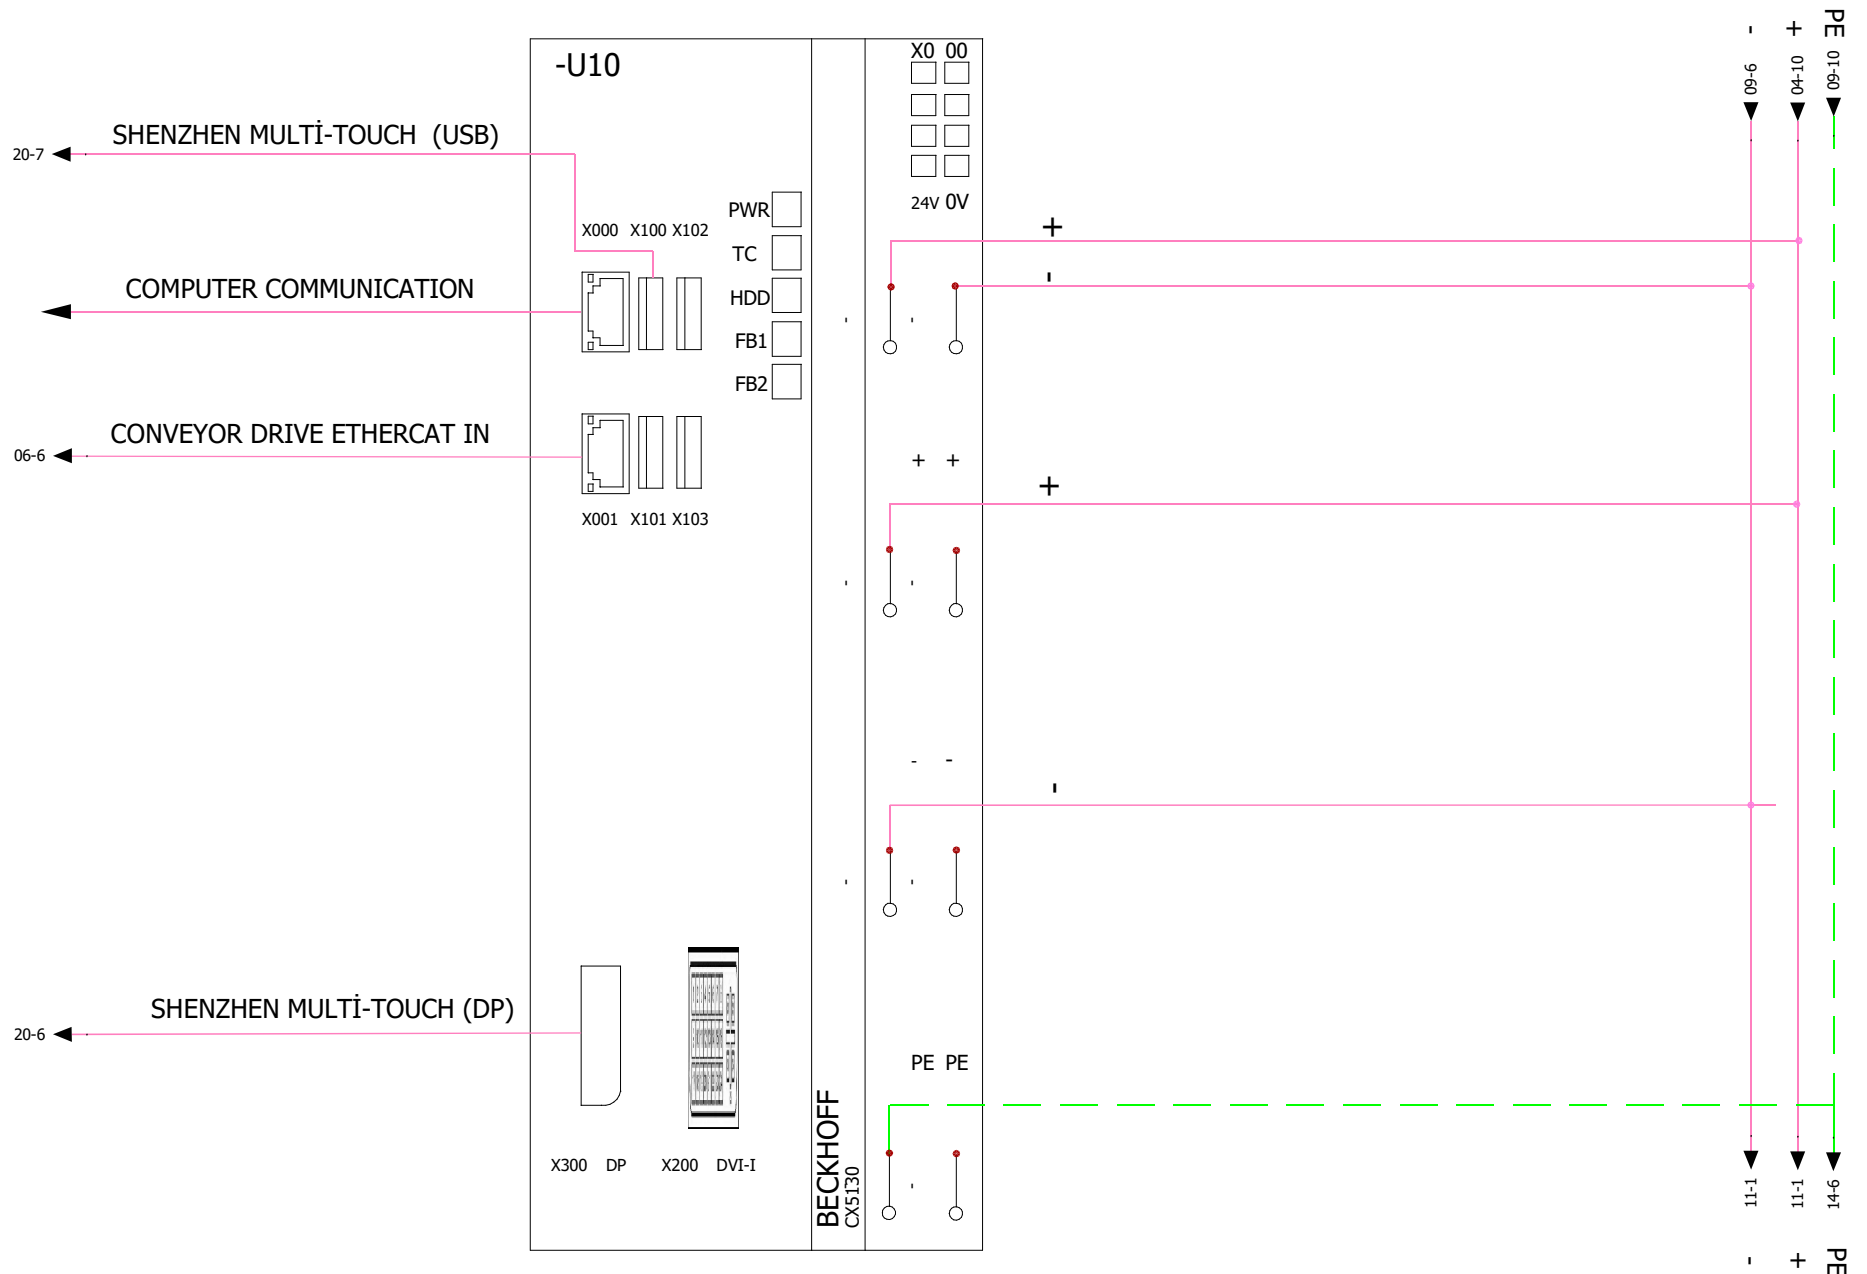 -U10
X0 00
- + PE
09-6 04-10 09-10
SHENZHEN MULTİ-TOUCH (USB)
20-7
24V 0V
PWR
X000 X100 X102
+
TC
-
COMPUTER COMMUNICATION
HDD
FB1
FB2
CONVEYOR DRIVE ETHERCAT IN
06-6
+ +
+
X001 X101 X103
- -
-
SHENZHEN MULTİ-TOUCH (DP)
20-6
PE PE
BECKHOFF
CX5130
X300 DP X200 DVI-I
11-1 11-1 14-6
- + PE